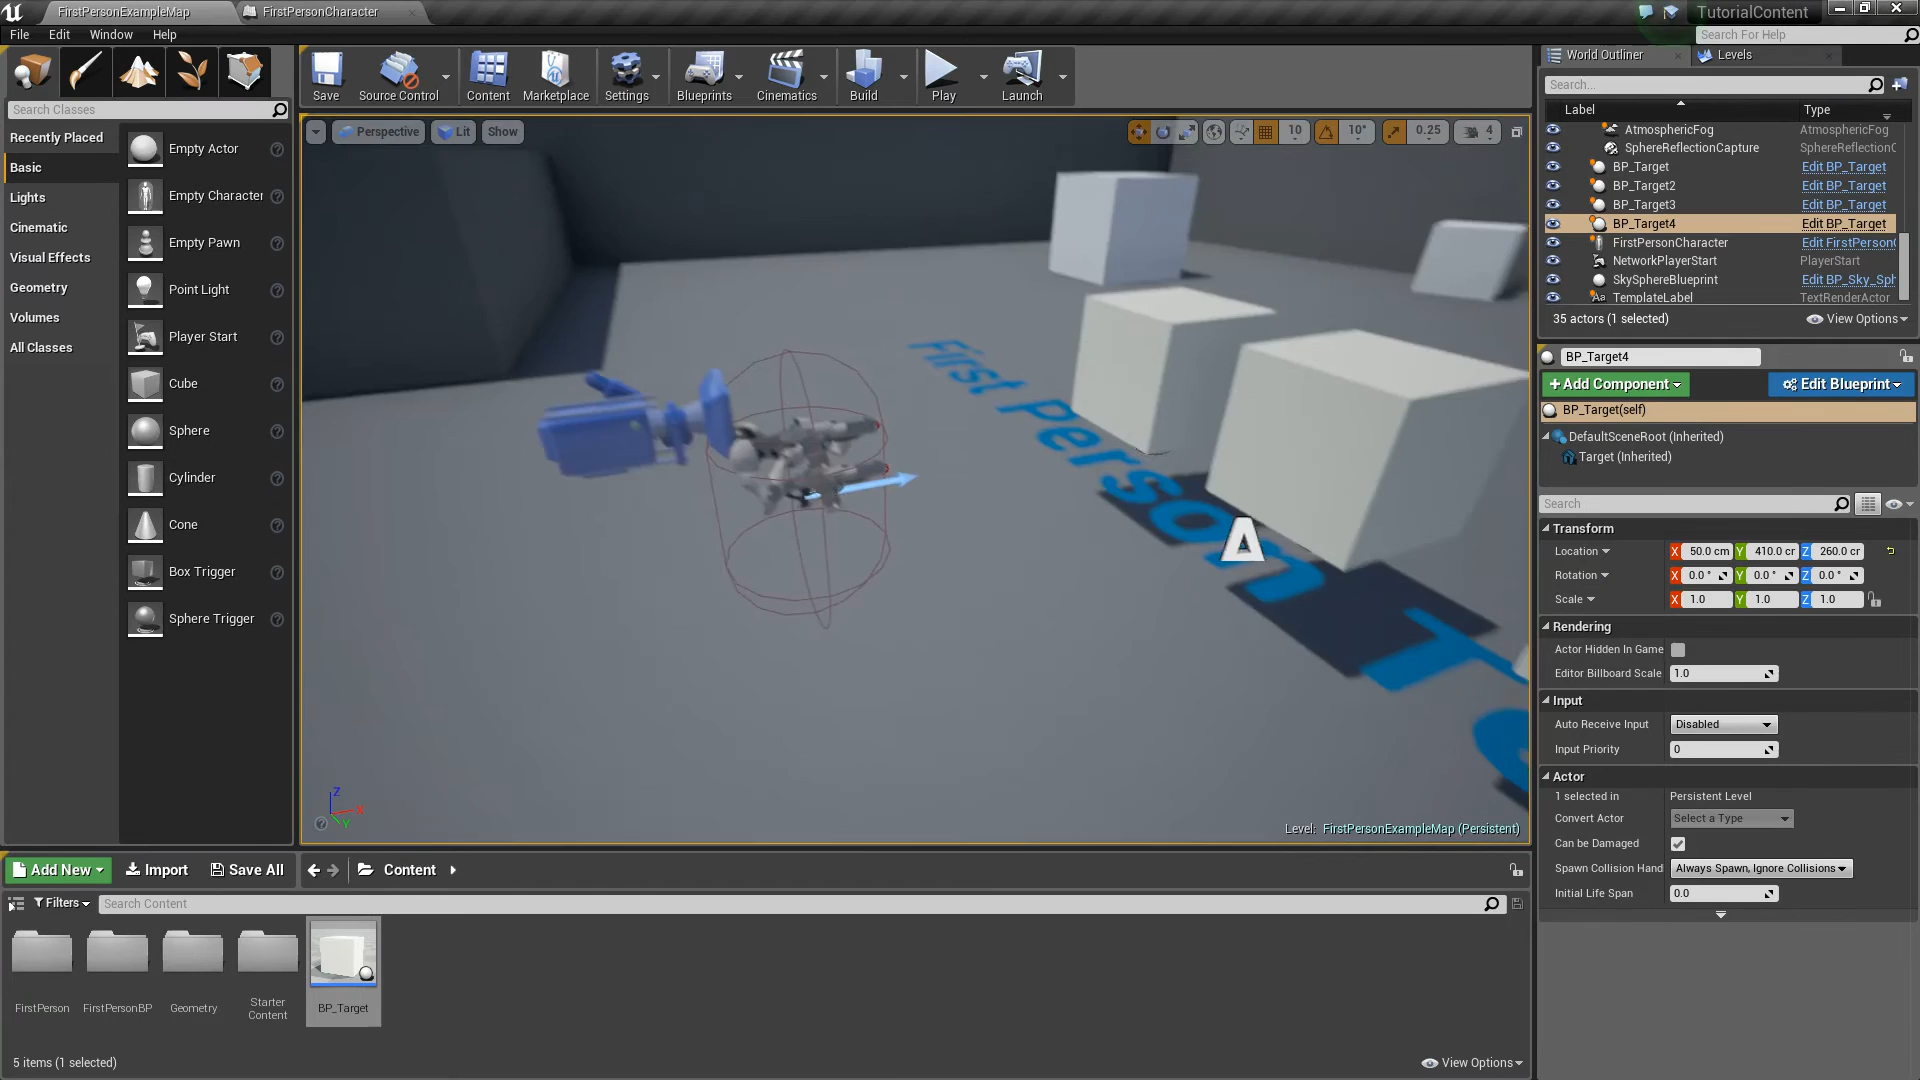 FirstPersonExampleMap
FirstPersonCharacter
TutorialContent
File
Edit
Window
Help
Search For Help
Save
Source Control
Content
Marketplace
Settings
Blueprints
Cinematics
Build
Play
Launch
World Outliner
Levels
Search...
Label
Type
AtmosphericFog
AtmosphericFog
SphereReflectionCapture
SphereReflectionC
BP_Target
Edit BP_Target
BP_Target2
Edit BP_Target
BP_Target3
Edit BP_Target
BP_Target4
Edit BP_Target
FirstPersonCharacter
Edit FirstPersonC
NetworkPlayerStart
PlayerStart
SkySphereBlueprint
Edit BP_Sky_Sph
TemplateLabel
TextRenderActor
35 actors (1 selected)
View Options
Search Classes
Recently Placed
Basic
Lights
Cinematic
Visual Effects
Geometry
Volumes
All Classes
Empty Actor
Empty Character
Empty Pawn
Point Light
Player Start
Cube
Sphere
Cylinder
Cone
Box Trigger
Sphere Trigger
Perspective
Lit
Show
10
10°
0.25
4
First Person Te
Z
X
Y
Level: FirstPersonExampleMap (Persistent)
BP_Target4
+Add Component
Edit Blueprint
BP_Target(self)
DefaultSceneRoot (Inherited)
Target (Inherited)
Search
Transform
Location
X 50.0 cm
Y 410.0 cr
Z 260.0 cr
Rotation
X 0.0 °
Y 0.0 °
Z 0.0 °
Scale
X 1.0
Y 1.0
Z 1.0
Rendering
Actor Hidden In Game
Editor Billboard Scale
1.0
Input
Auto Receive Input
Disabled
Input Priority
0
Actor
1 selected in
Persistent Level
Convert Actor
Select a Type
Can be Damaged
Spawn Collision Hand
Always Spawn, Ignore Collisions
Initial Life Span
0.0
Add New
Import
Save All
Content
Filters
Search Content
FirstPerson
FirstPersonBP
Geometry
Starter
Content
BP_Target
5 items (1 selected)
View Options